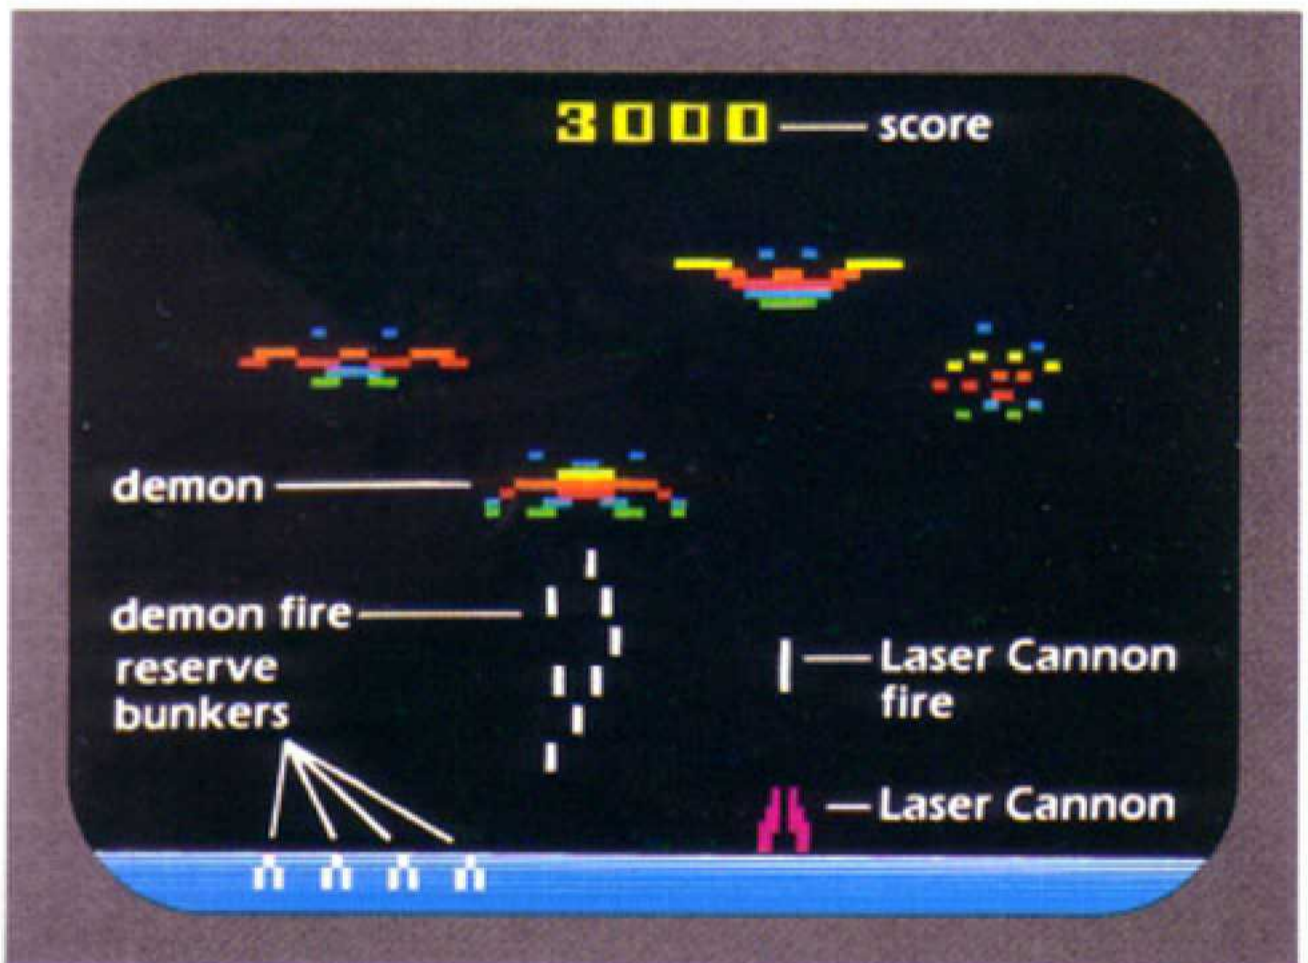 3000
score
demon
demon fire
reserve
bunkers
Laser Cannon
fire
Laser Cannon